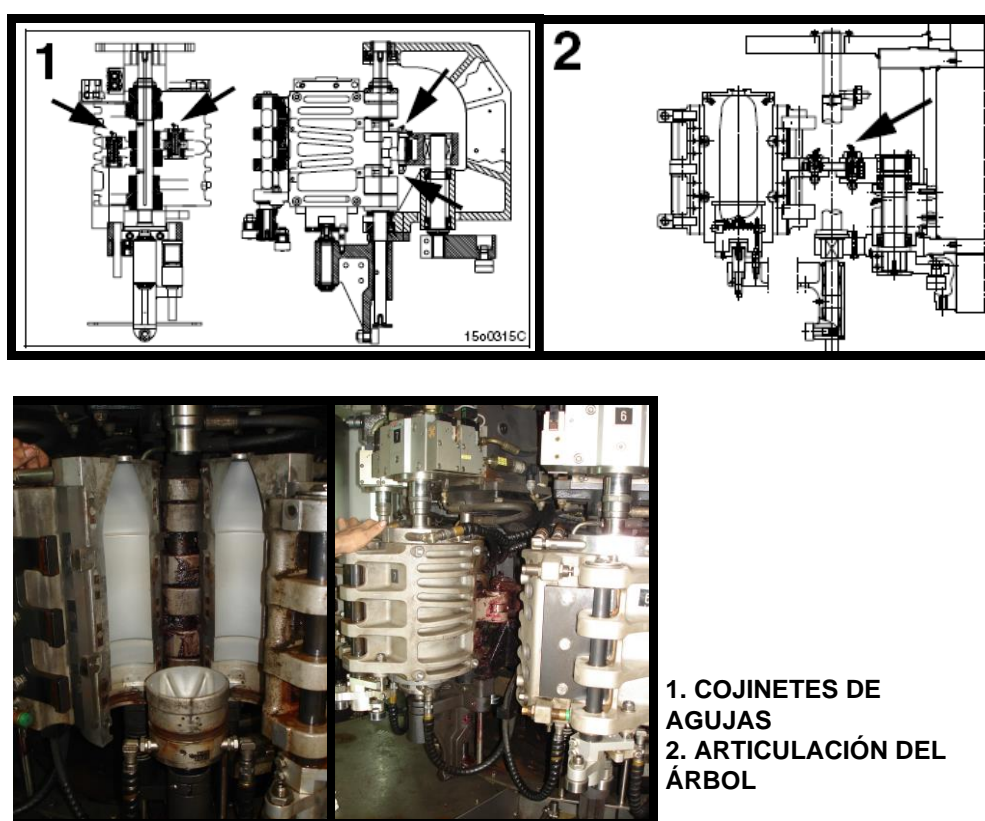 1
2
15o0315C
6
1. COJINETES DE
AGUJAS
2. ARTICULACIÓN DEL
ÁRBOL